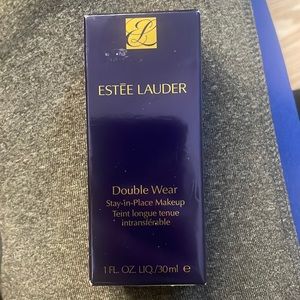 ESTĒE LAUDER
Double Wear
Stay-in-Place Makeup
Teint longue tenue
intransférable
1 FL. OZ. LIQ./30ml e